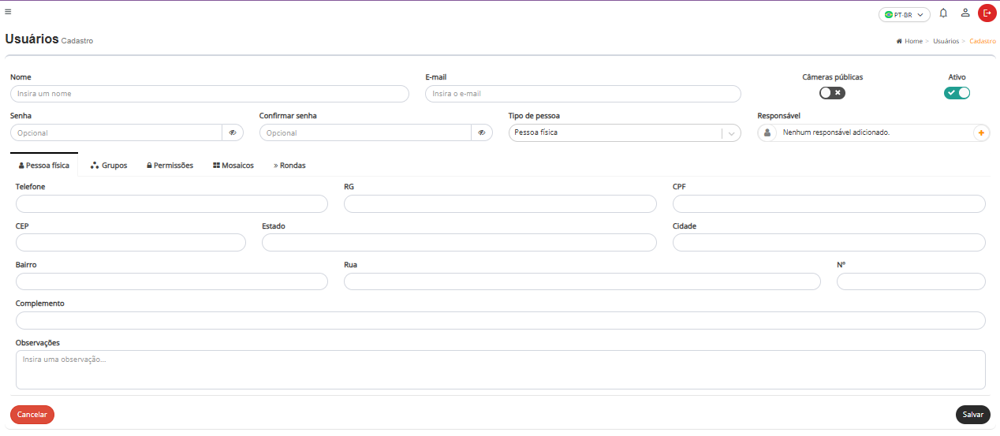 PT-BR
Usuários Cadastro
Home > Usuários > Cadastro
Nome E-mail Câmeras públicas Ativo
Insira um nome Insira o e-mail
Senha Confirmar senha Tipo de pessoa Responsável
Opcional Opcional Pessoa física Nenhum responsável adicionado.
Pessoa física Grupos Permissões Mosaicos » Rondas
Telefone RG CPF
CEP Estado Cidade
Bairro Rua Nº
Complemento
Observações
Insira uma observação...
Cancelar Salvar